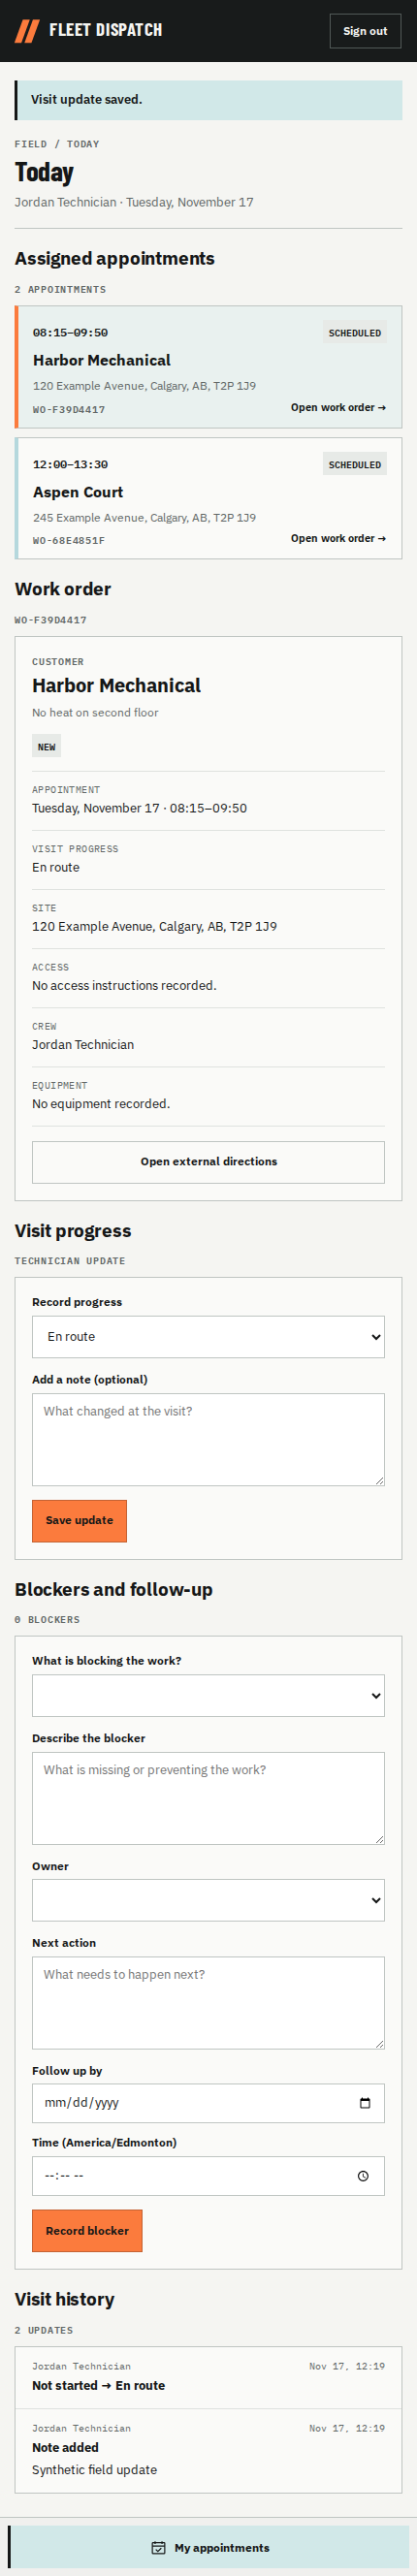 FLEET DISPATCH
Sign out
Visit update saved.
FIELD / TODAY
Today
Jordan Technician · Tuesday, November 17
Assigned appointments
2 APPOINTMENTS
08:15–09:50
SCHEDULED
Harbor Mechanical
120 Example Avenue, Calgary, AB, T2P 1J9
WO-F39D4417
Open work order →
12:00–13:30
SCHEDULED
Aspen Court
245 Example Avenue, Calgary, AB, T2P 1J9
WO-68E4851F
Open work order →
Work order
WO-F39D4417
CUSTOMER
Harbor Mechanical
No heat on second floor
NEW
APPOINTMENT
Tuesday, November 17 · 08:15–09:50
VISIT PROGRESS
En route
SITE
120 Example Avenue, Calgary, AB, T2P 1J9
ACCESS
No access instructions recorded.
CREW
Jordan Technician
EQUIPMENT
No equipment recorded.
Open external directions
Visit progress
TECHNICIAN UPDATE
Record progress
En route
Add a note (optional)
What changed at the visit?
Save update
Blockers and follow-up
0 BLOCKERS
What is blocking the work?
Describe the blocker
What is missing or preventing the work?
Owner
Next action
What needs to happen next?
Follow up by
mm/dd/yyyy
Time (America/Edmonton)
--:-- --
Record blocker
Visit history
2 UPDATES
Jordan Technician
Nov 17, 12:19
Not started → En route
Jordan Technician
Nov 17, 12:19
Note added
Synthetic field update
My appointments